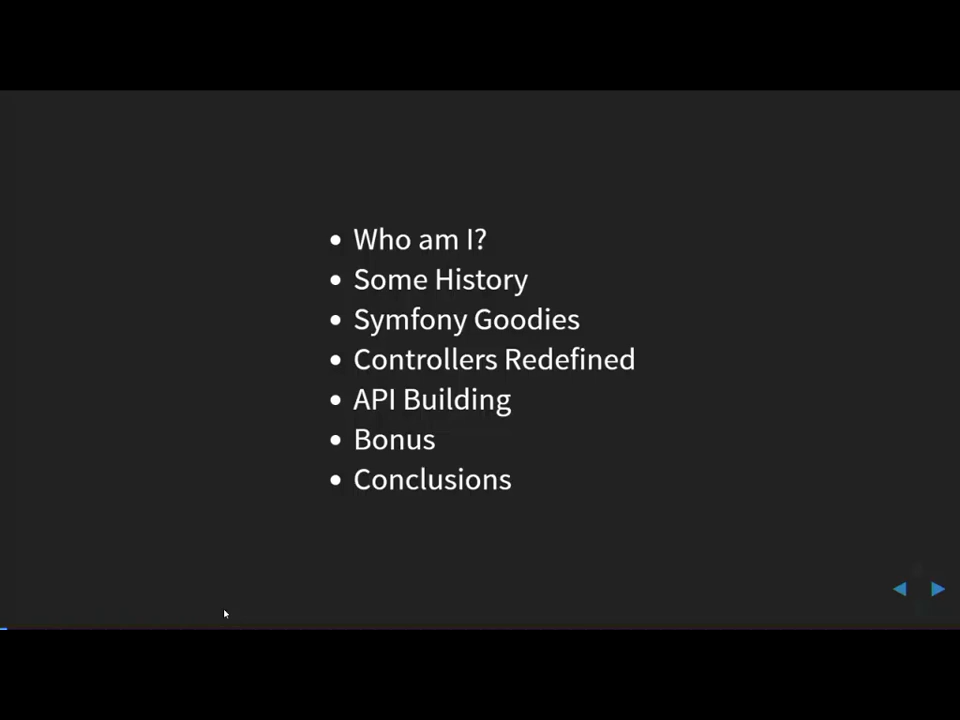 Who am I?
Some History
Symfony Goodies
Controllers Redefined
API Building
Bonus
Conclusions